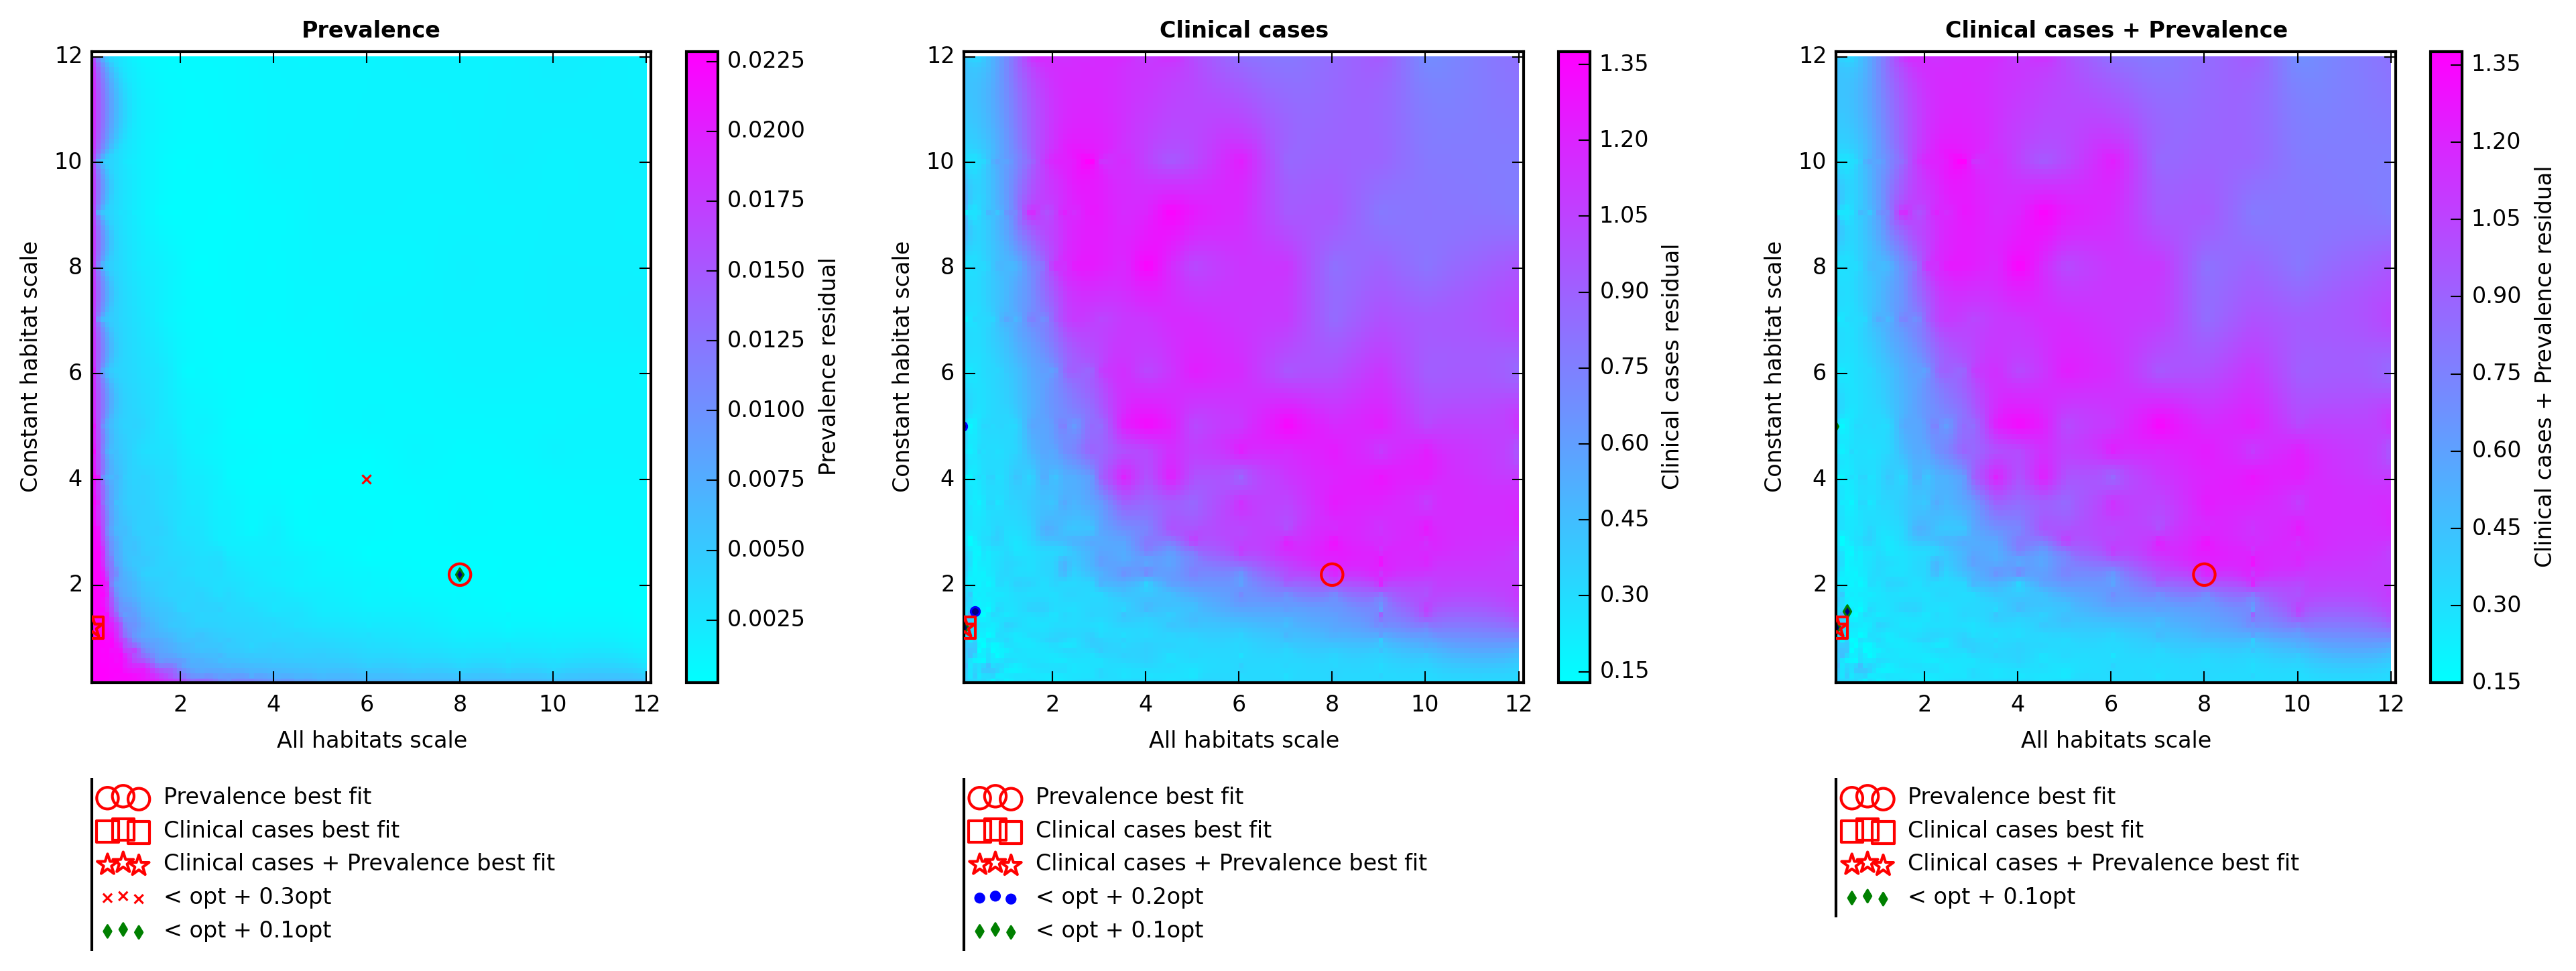 Prevalence
12
10
8
6
4
2
Constant habitat scale
2 4 6 8 10 12
All habitats scale
0.0225
0.0200
0.0175
0.0150
0.0125
0.0100
0.0075
0.0050
0.0025
Prevalence residual
Prevalence best fit
Clinical cases best fit
Clinical cases + Prevalence best fit
< opt + 0.3opt
< opt + 0.1opt
Clinical cases
12
10
8
6
4
2
Constant habitat scale
2 4 6 8 10 12
All habitats scale
1.35
1.20
1.05
0.90
0.75
0.60
0.45
0.30
0.15
Clinical cases residual
Prevalence best fit
Clinical cases best fit
Clinical cases + Prevalence best fit
< opt + 0.2opt
< opt + 0.1opt
Clinical cases + Prevalence
12
10
8
6
4
2
Constant habitat scale
2 4 6 8 10 12
All habitats scale
1.35
1.20
1.05
0.90
0.75
0.60
0.45
0.30
0.15
Clinical cases + Prevalence residual
Prevalence best fit
Clinical cases best fit
Clinical cases + Prevalence best fit
< opt + 0.1opt